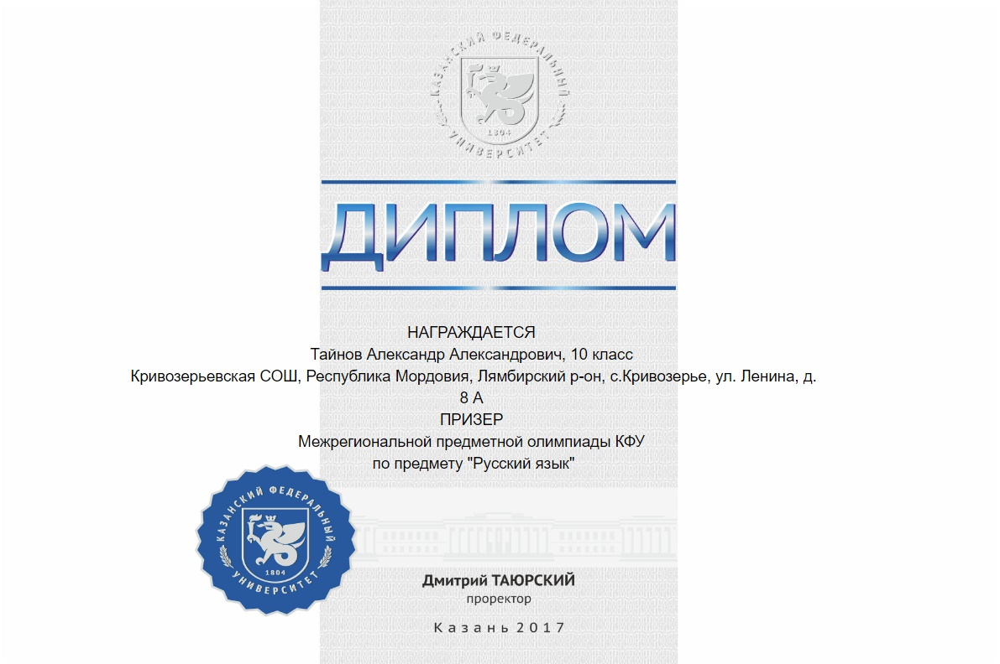 КАЗАНСКИЙ ФЕДЕРАЛЬНЫЙ
УНИВЕРСИТЕТ
1804
ДИПЛОМ
НАГРАЖДАЕТСЯ
Тайнов Александр Александрович, 10 класс
Кривозерьевская СОШ, Республика Мордовия, Лямбирский р-он, с.Кривозерье, ул. Ленина, д.
8 А
ПРИЗЕР
Межрегиональной предметной олимпиады КФУ
по предмету "Русский язык"
КАЗАНСКИЙ ФЕДЕРАЛЬНЫЙ
УНИВЕРСИТЕТ
1804
Дмитрий ТАЮРСКИЙ
проректор
Казань 2017